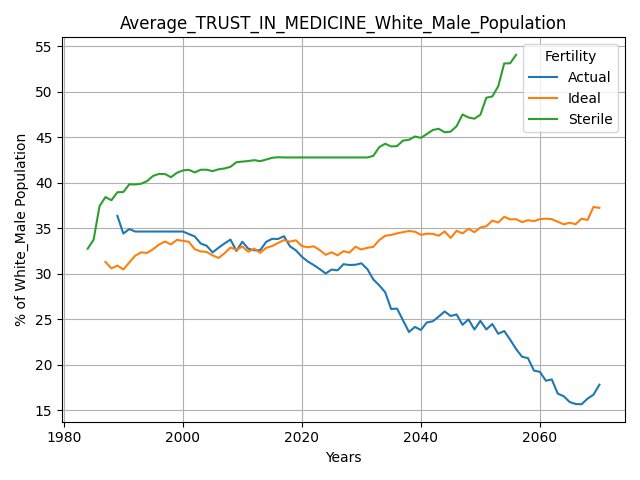 Average_TRUST_IN_MEDICINE_White_Male_Population
% of White_Male Population
55
50
45
40
35
30
25
20
15
Fertility
Actual
Ideal
Sterile
1980
2000
2020
2040
2060
Years